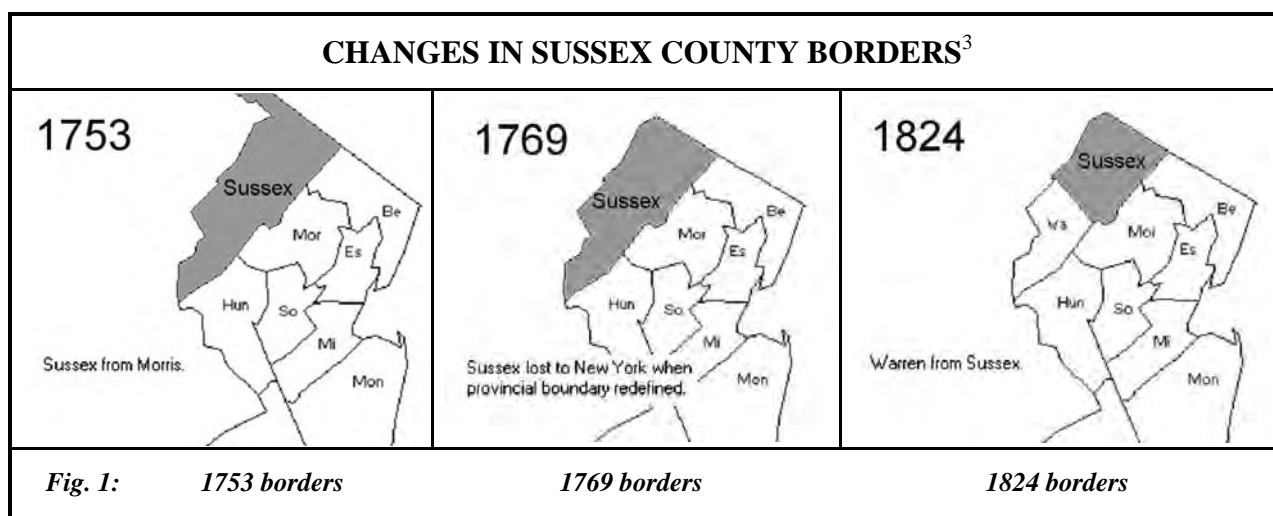 CHANGES IN SUSSEX COUNTY BORDERS3
1753
Sussex
Be
Mor
Es
Hun
So
Mi
Mon
Sussex from Morris.
1769
Sussex
Be
Mor
Es
Hun
So
Mi
Mon
Sussex lost to New York when
provincial boundary redefined.
1824
Sussex
Be
Wa
Mor
Es
Hun
So
Mi
Mon
Warren from Sussex.
Fig. 1: 1753 borders 1769 borders 1824 borders